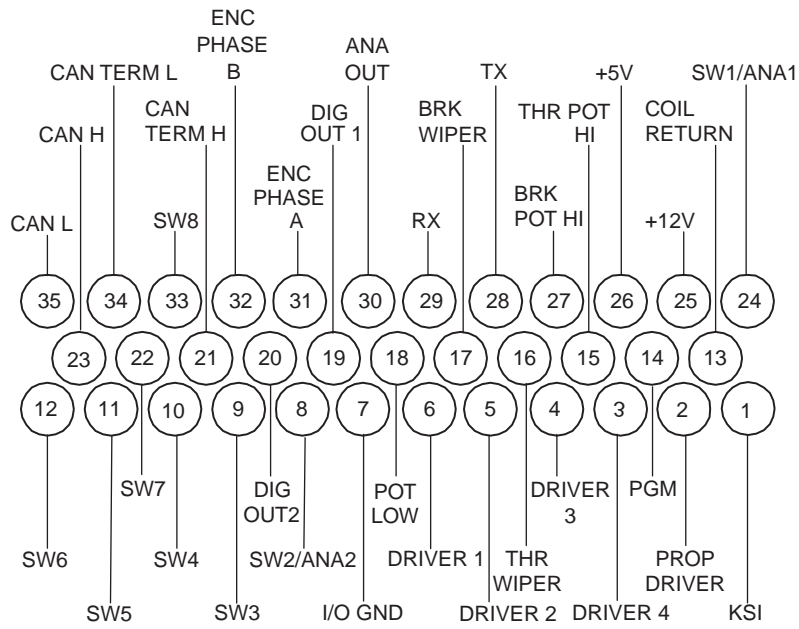 ENC
PHASE
B
ANA
OUT
CAN TERM L
TX
+5V
SW1/ANA1
CAN
TERM H
DIG
OUT 1
BRK
WIPER
THR POT
HI
COIL
RETURN
CAN H
ENC
PHASE
A
BRK
POT HI
CAN L
SW8
RX
+12V
35 34 33 32 31 30 29 28 27 26 25 24
23 22 21 20 19 18 17 16 15 14 13
12 11 10 9 8 7 6 5 4 3 2 1
SW7
DIG
OUT2
POT
LOW
DRIVER
3
PGM
SW6
SW4
SW2/ANA2
DRIVER 1
THR
WIPER
PROP
DRIVER
SW5
SW3
I/O GND
DRIVER 2
DRIVER 4
KSI